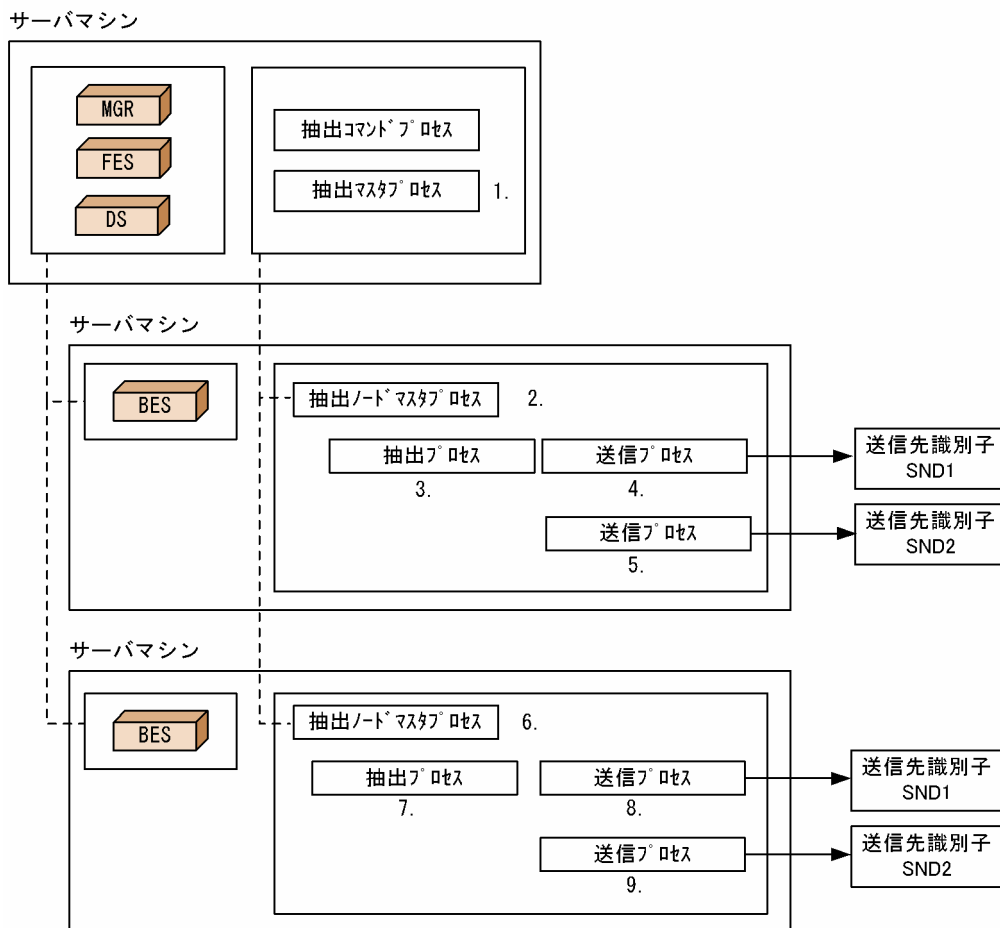 サーバマシン
MGR
FES
DS
抽出ｺﾏﾝﾄﾞﾌﾟﾛｾｽ
抽出ﾏｽﾀﾌﾟﾛｾｽ
1.
サーバマシン
BES
抽出ﾉｰﾄﾞﾏｽﾀﾌﾟﾛｾｽ
2.
抽出ﾌﾟﾛｾｽ
3.
送信ﾌﾟﾛｾｽ
4.
送信ﾌﾟﾛｾｽ
5.
送信先識別子
SND1
送信先識別子
SND2
サーバマシン
BES
抽出ﾉｰﾄﾞﾏｽﾀﾌﾟﾛｾｽ
6.
抽出ﾌﾟﾛｾｽ
7.
送信ﾌﾟﾛｾｽ
8.
送信ﾌﾟﾛｾｽ
9.
送信先識別子
SND1
送信先識別子
SND2